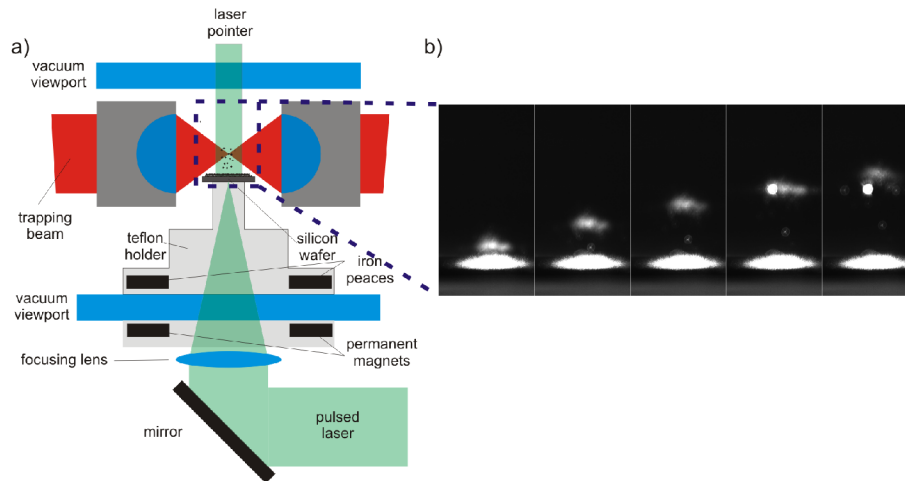 a)
laser
pointer
b)
vacuum
viewport
trapping
beam
teflon
holder
silicon
wafer
iron
peaces
vacuum
viewport
permanent
magnets
focusing lens
mirror
pulsed
laser